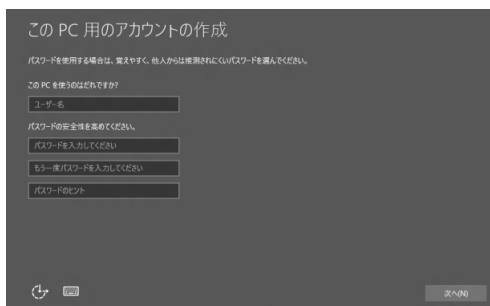 この PC 用のアカウントの作成
パスワードを使用する場合は、覚えやすく、他人からは推測されにくいパスワードを選んでください。
この PC を使うのはだれですか?
ユーザー名
パスワードの安全性を高めてください。
パスワードを入力してください
もう一度パスワードを入力してください
パスワードのヒント
次へ(N)